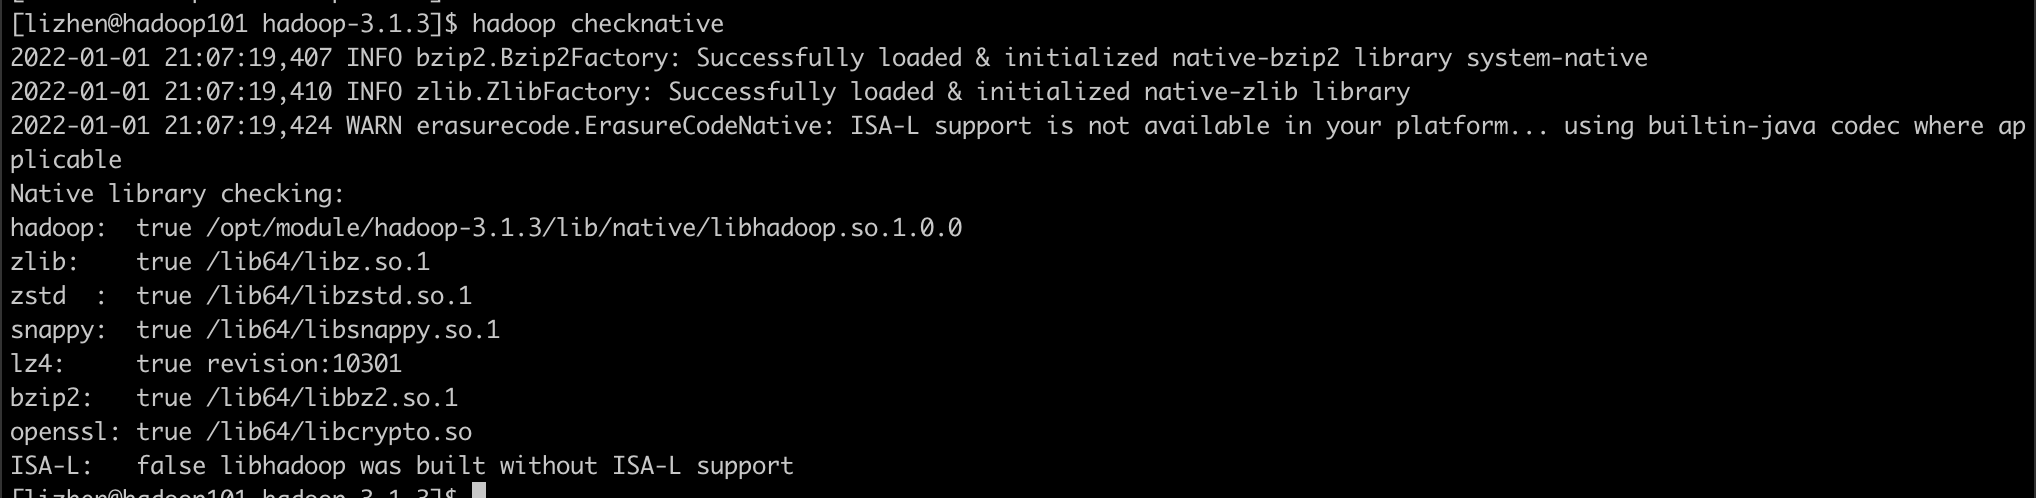 [lizhen@hadoop101 hadoop-3.1.3]$ hadoop checknative
2022-01-01 21:07:19,407 INFO bzip2.Bzip2Factory: Successfully loaded & initialized native-bzip2 library system-native
2022-01-01 21:07:19,410 INFO zlib.ZlibFactory: Successfully loaded & initialized native-zlib library
2022-01-01 21:07:19,424 WARN erasurecode.ErasureCodeNative: ISA-L support is not available in your platform... using builtin-java codec where ap
plicable
Native library checking:
hadoop:  true /opt/module/hadoop-3.1.3/lib/native/libhadoop.so.1.0.0
zlib:    true /lib64/libz.so.1
zstd  :  true /lib64/libzstd.so.1
snappy:  true /lib64/libsnappy.so.1
lz4:     true revision:10301
bzip2:   true /lib64/libbz2.so.1
openssl: true /lib64/libcrypto.so
ISA-L:   false libhadoop was built without ISA-L support
[lizhen@hadoop101 hadoop-3.1.3]$